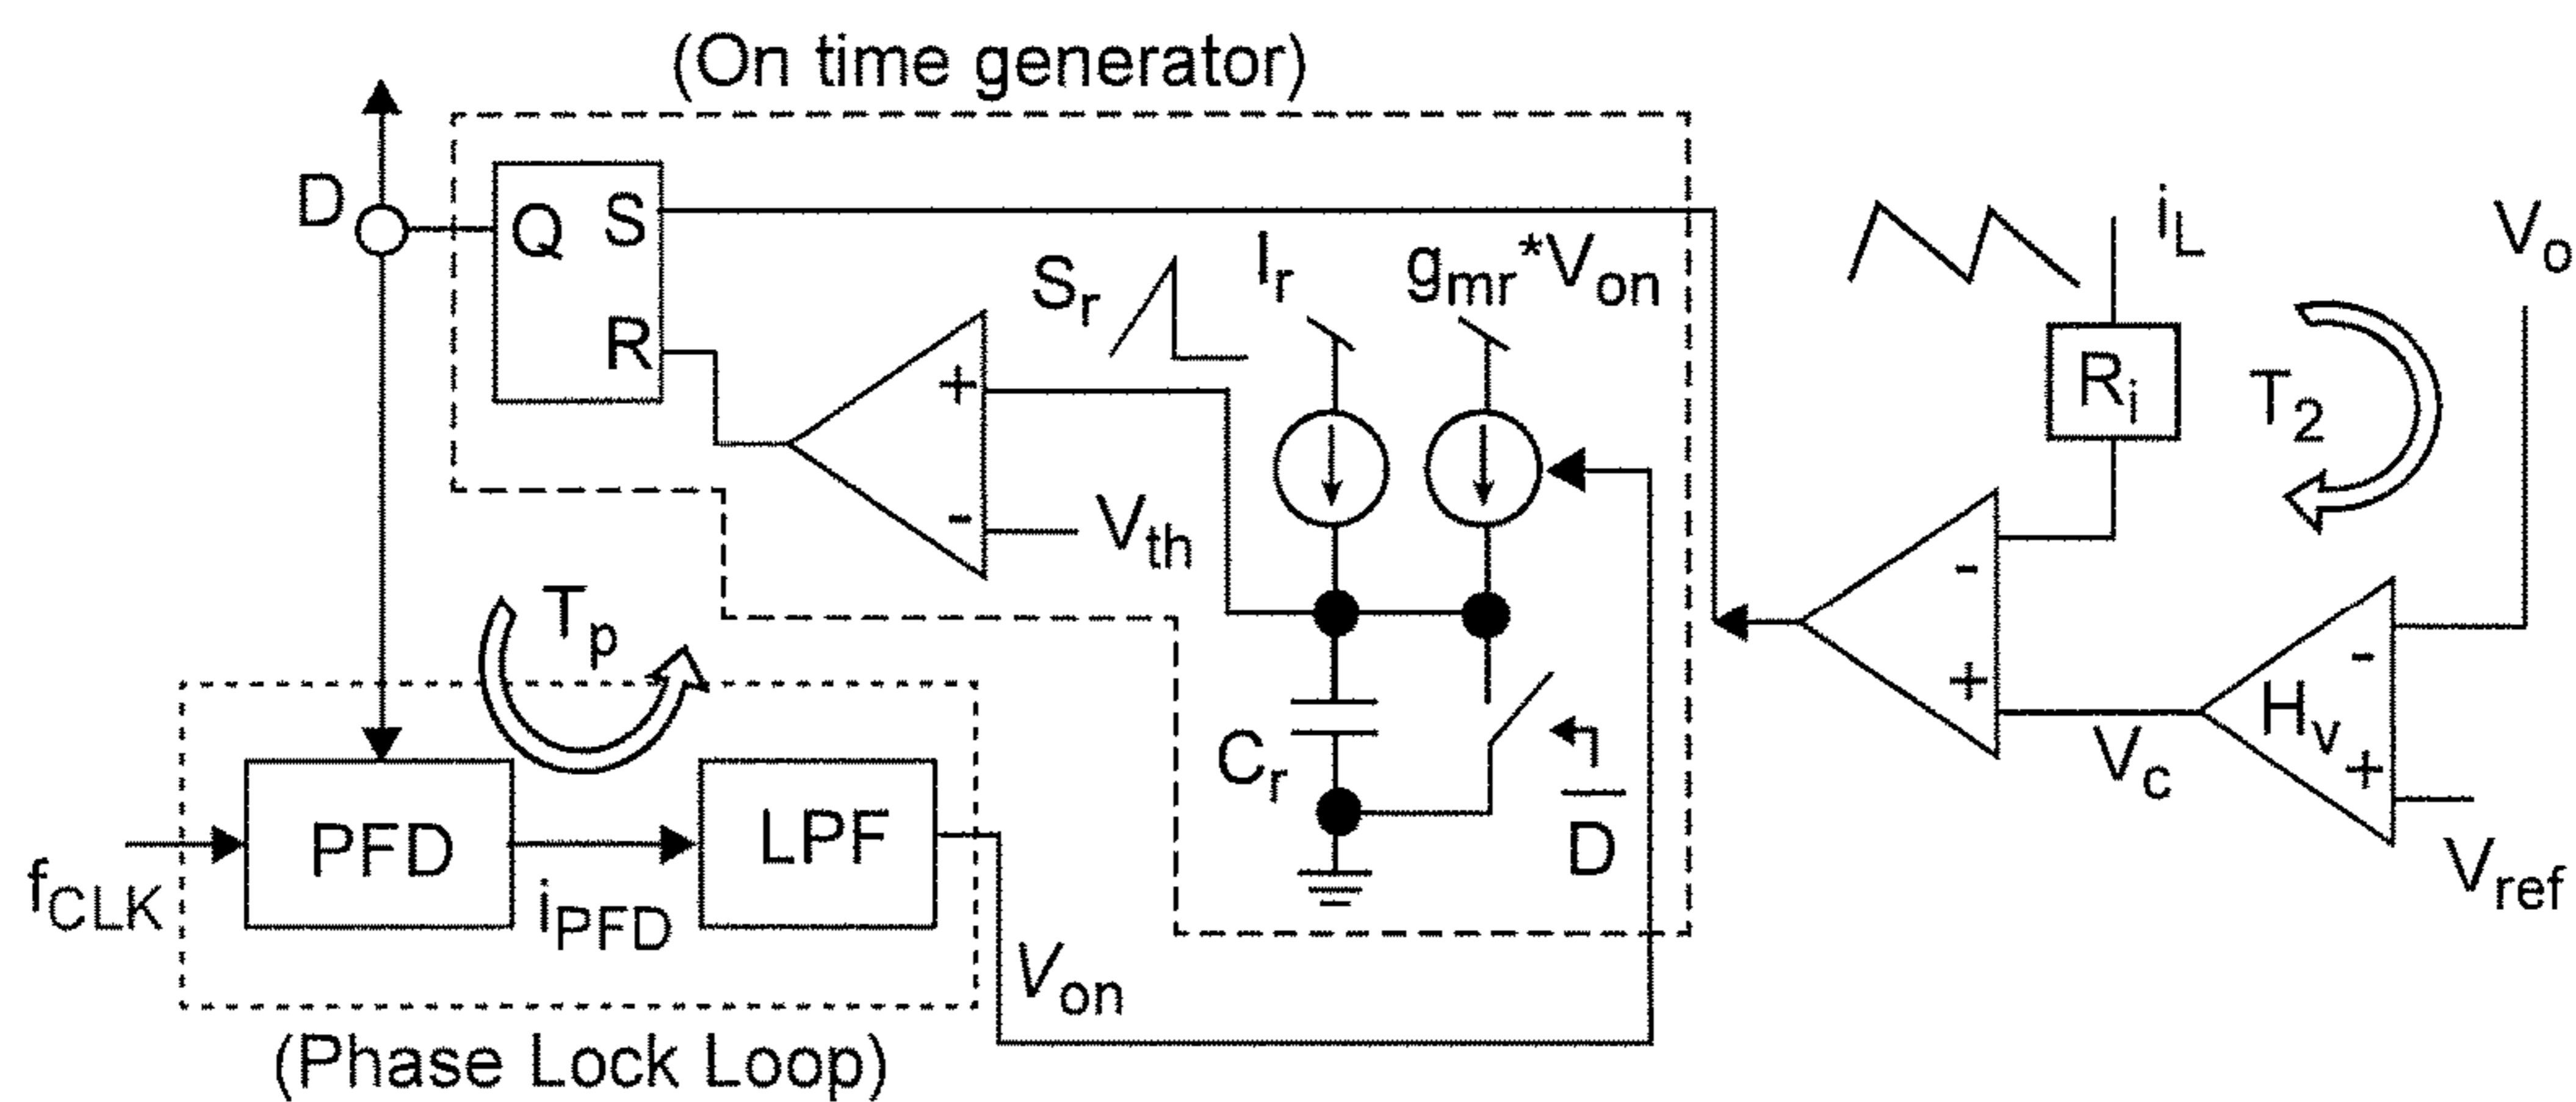 (On time generator)
D
Q
S
R
S_r
I_r
g_mr*V_on
i_L
V_o
R_i
T_2
+
-
V_th
T_p
-
+
-
H_v
+
V_c
V_ref
C_r
D̅
f_CLK
PFD
i_PFD
LPF
V_on
(Phase Lock Loop)